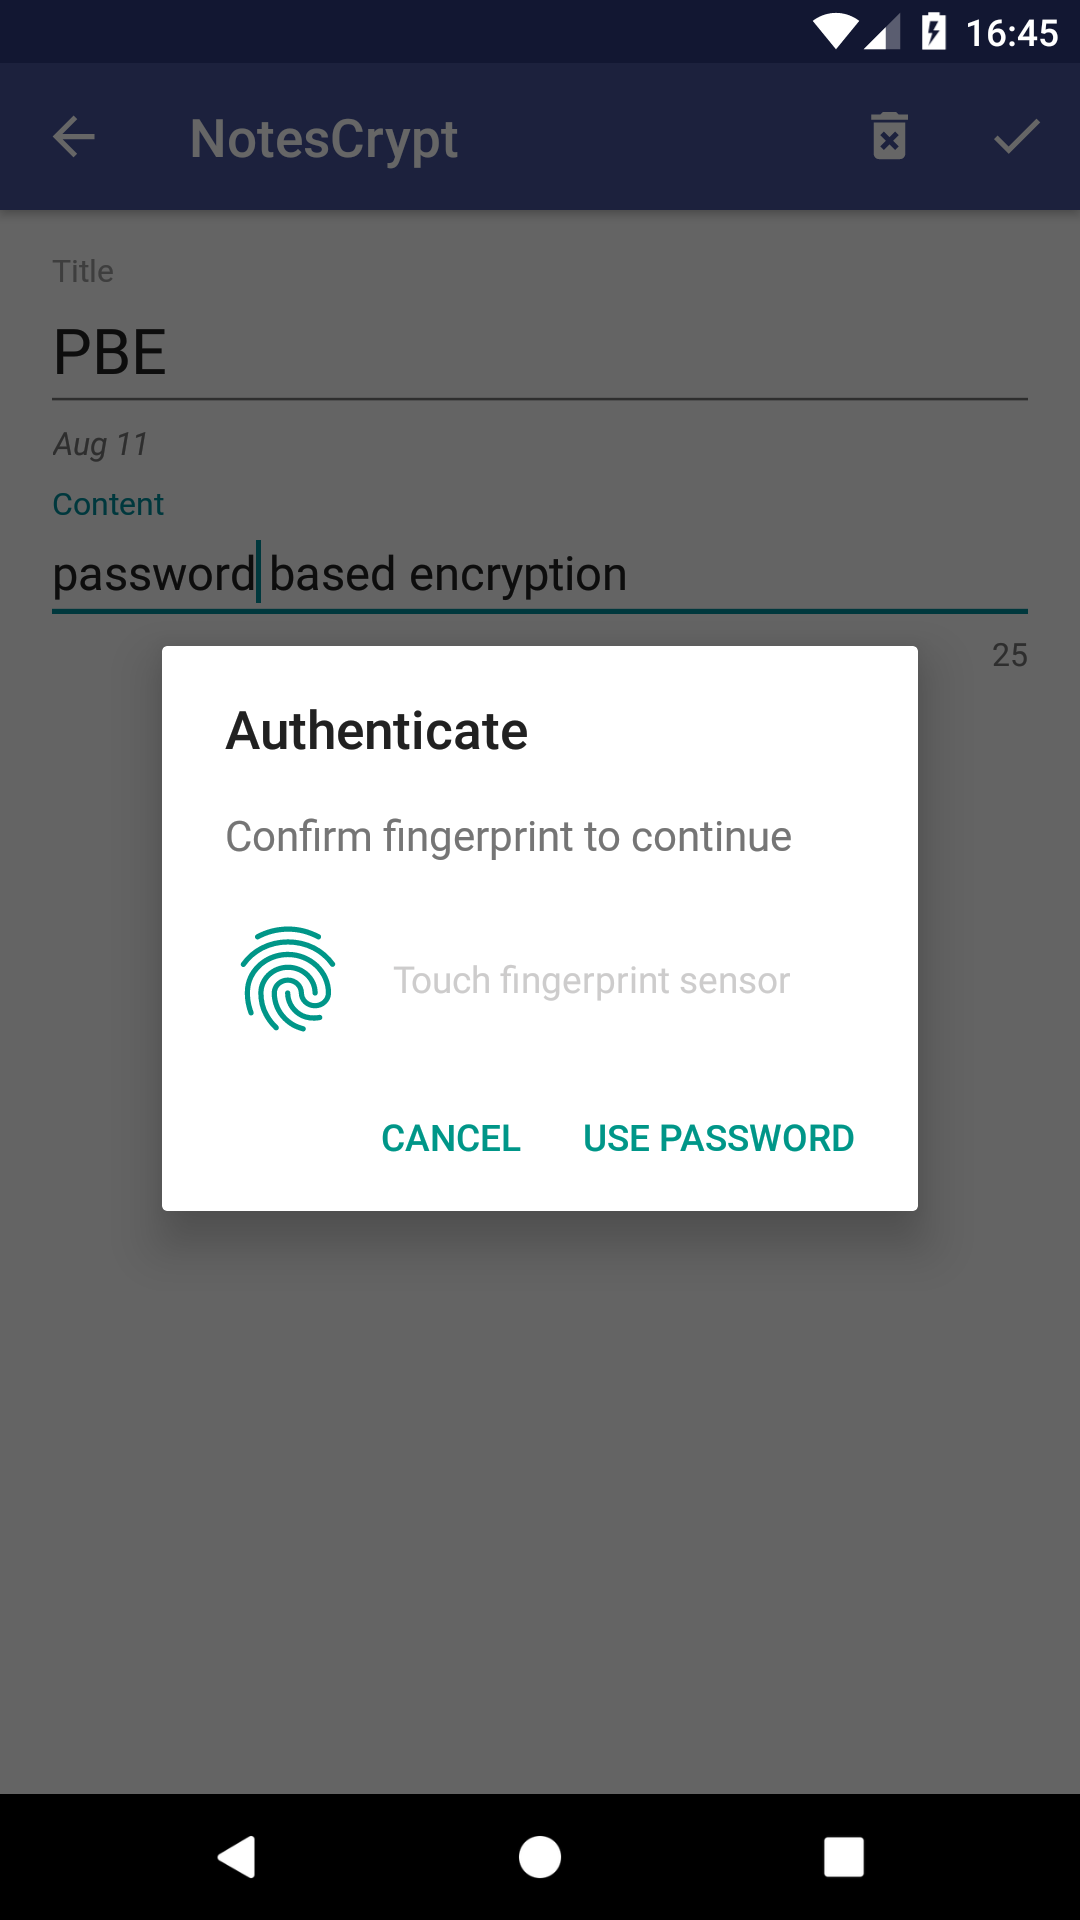 16:45
NotesCrypt
Title
PBE
Aug 11
Content
password based encryption
25
Authenticate
Confirm fingerprint to continue
Touch fingerprint sensor
CANCEL USE PASSWORD